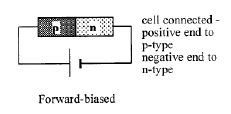 p n
cell connected -
positive end to
p-type
negative end to
n-type
Forward-biased